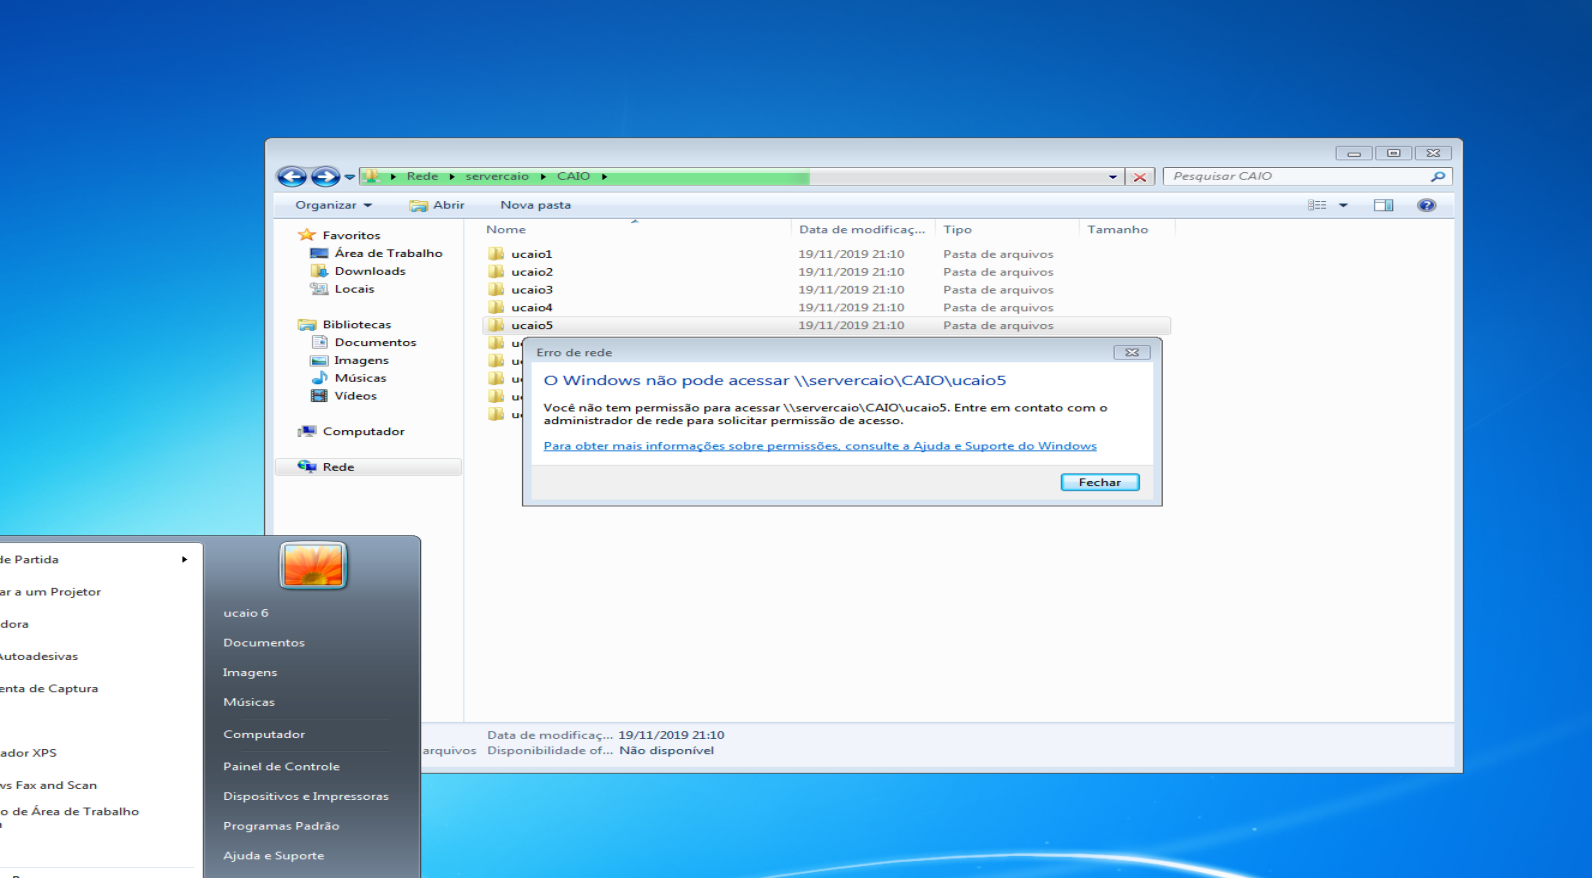 Rede servercaio CAIO
Pesquisar CAIO
Organizar Abrir Nova pasta
Favoritos
Área de Trabalho
Downloads
Locais
Bibliotecas
Documentos
Imagens
Músicas
Vídeos
Computador
Rede
Nome Data de modificaç... Tipo Tamanho
ucaio1 19/11/2019 21:10 Pasta de arquivos
ucaio2 19/11/2019 21:10 Pasta de arquivos
ucaio3 19/11/2019 21:10 Pasta de arquivos
ucaio4 19/11/2019 21:10 Pasta de arquivos
ucaio5 19/11/2019 21:10 Pasta de arquivos
Erro de rede
O Windows não pode acessar \\servercaio\CAIO\ucaio5
Você não tem permissão para acessar \\servercaio\CAIO\ucaio5. Entre em contato com o
administrador de rede para solicitar permissão de acesso.
Para obter mais informações sobre permissões, consulte a Ajuda e Suporte do Windows
Fechar
Data de modificaç... 19/11/2019 21:10
arquivos Disponibilidade of... Não disponível
de Partida
ar a um Projetor
dora
Autoadesivas
enta de Captura
ador XPS
ws Fax and Scan
o de Área de Trabalho
ucaio 6
Documentos
Imagens
Músicas
Computador
Painel de Controle
Dispositivos e Impressoras
Programas Padrão
Ajuda e Suporte